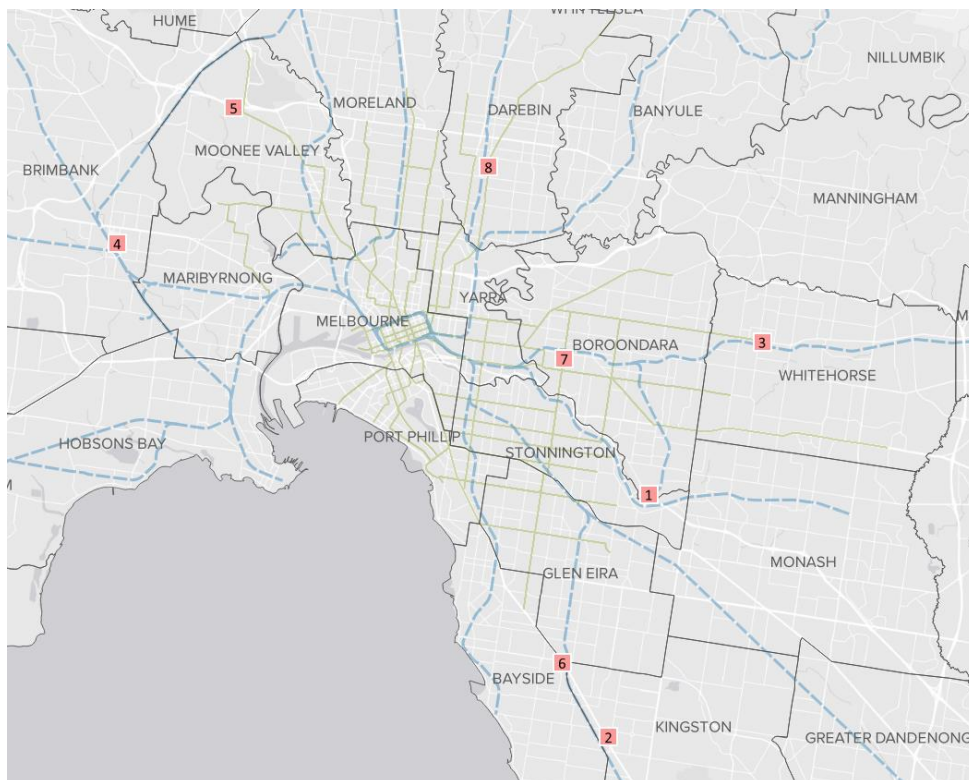 HUME
NILLUMBIK
MORELAND
DAREBIN
BANYULE
5
MOONEE VALLEY
8
BRIMBANK
MANNINGHAM
4
MARIBYRNONG
YARRA
MELBOURNE
BOROONDARA
3
7
WHITEHORSE
PORT PHILLIP
HOBSONS BAY
STONNINGTON
1
MONASH
GLEN EIRA
6
BAYSIDE
KINGSTON
2
GREATER DANDENONG